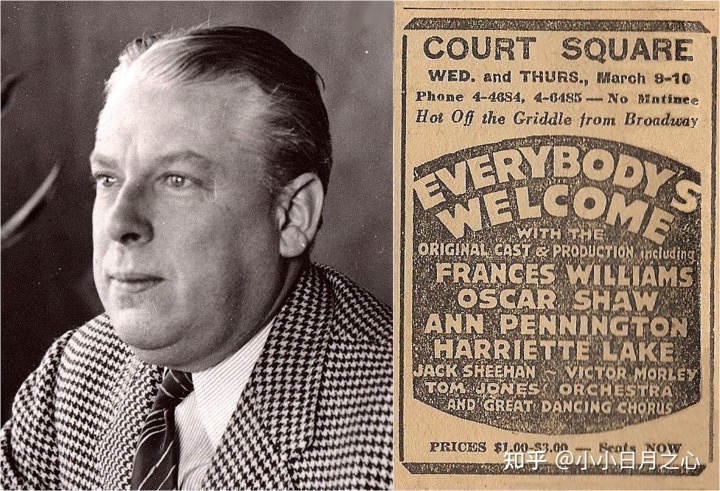 COURT SQUARE
WED. and THURS., March 9-10
Phone 4-4684, 4-6485 — No Matinee
Hot Off the Griddle from Broadway
EVERYBODY'S
WELCOME
WITH THE
ORIGINAL CAST & PRODUCTION including
FRANCES WILLIAMS
OSCAR SHAW
ANN PENNINGTON
HARRIETTE LAKE
JACK SHEEHAN ~ VICTOR MORLEY
TOM JONES ORCHESTRA
AND GREAT DANCING CHORUS
PRICES $1.00-$3.00 — Seats NOW
知乎 @小小日月之心